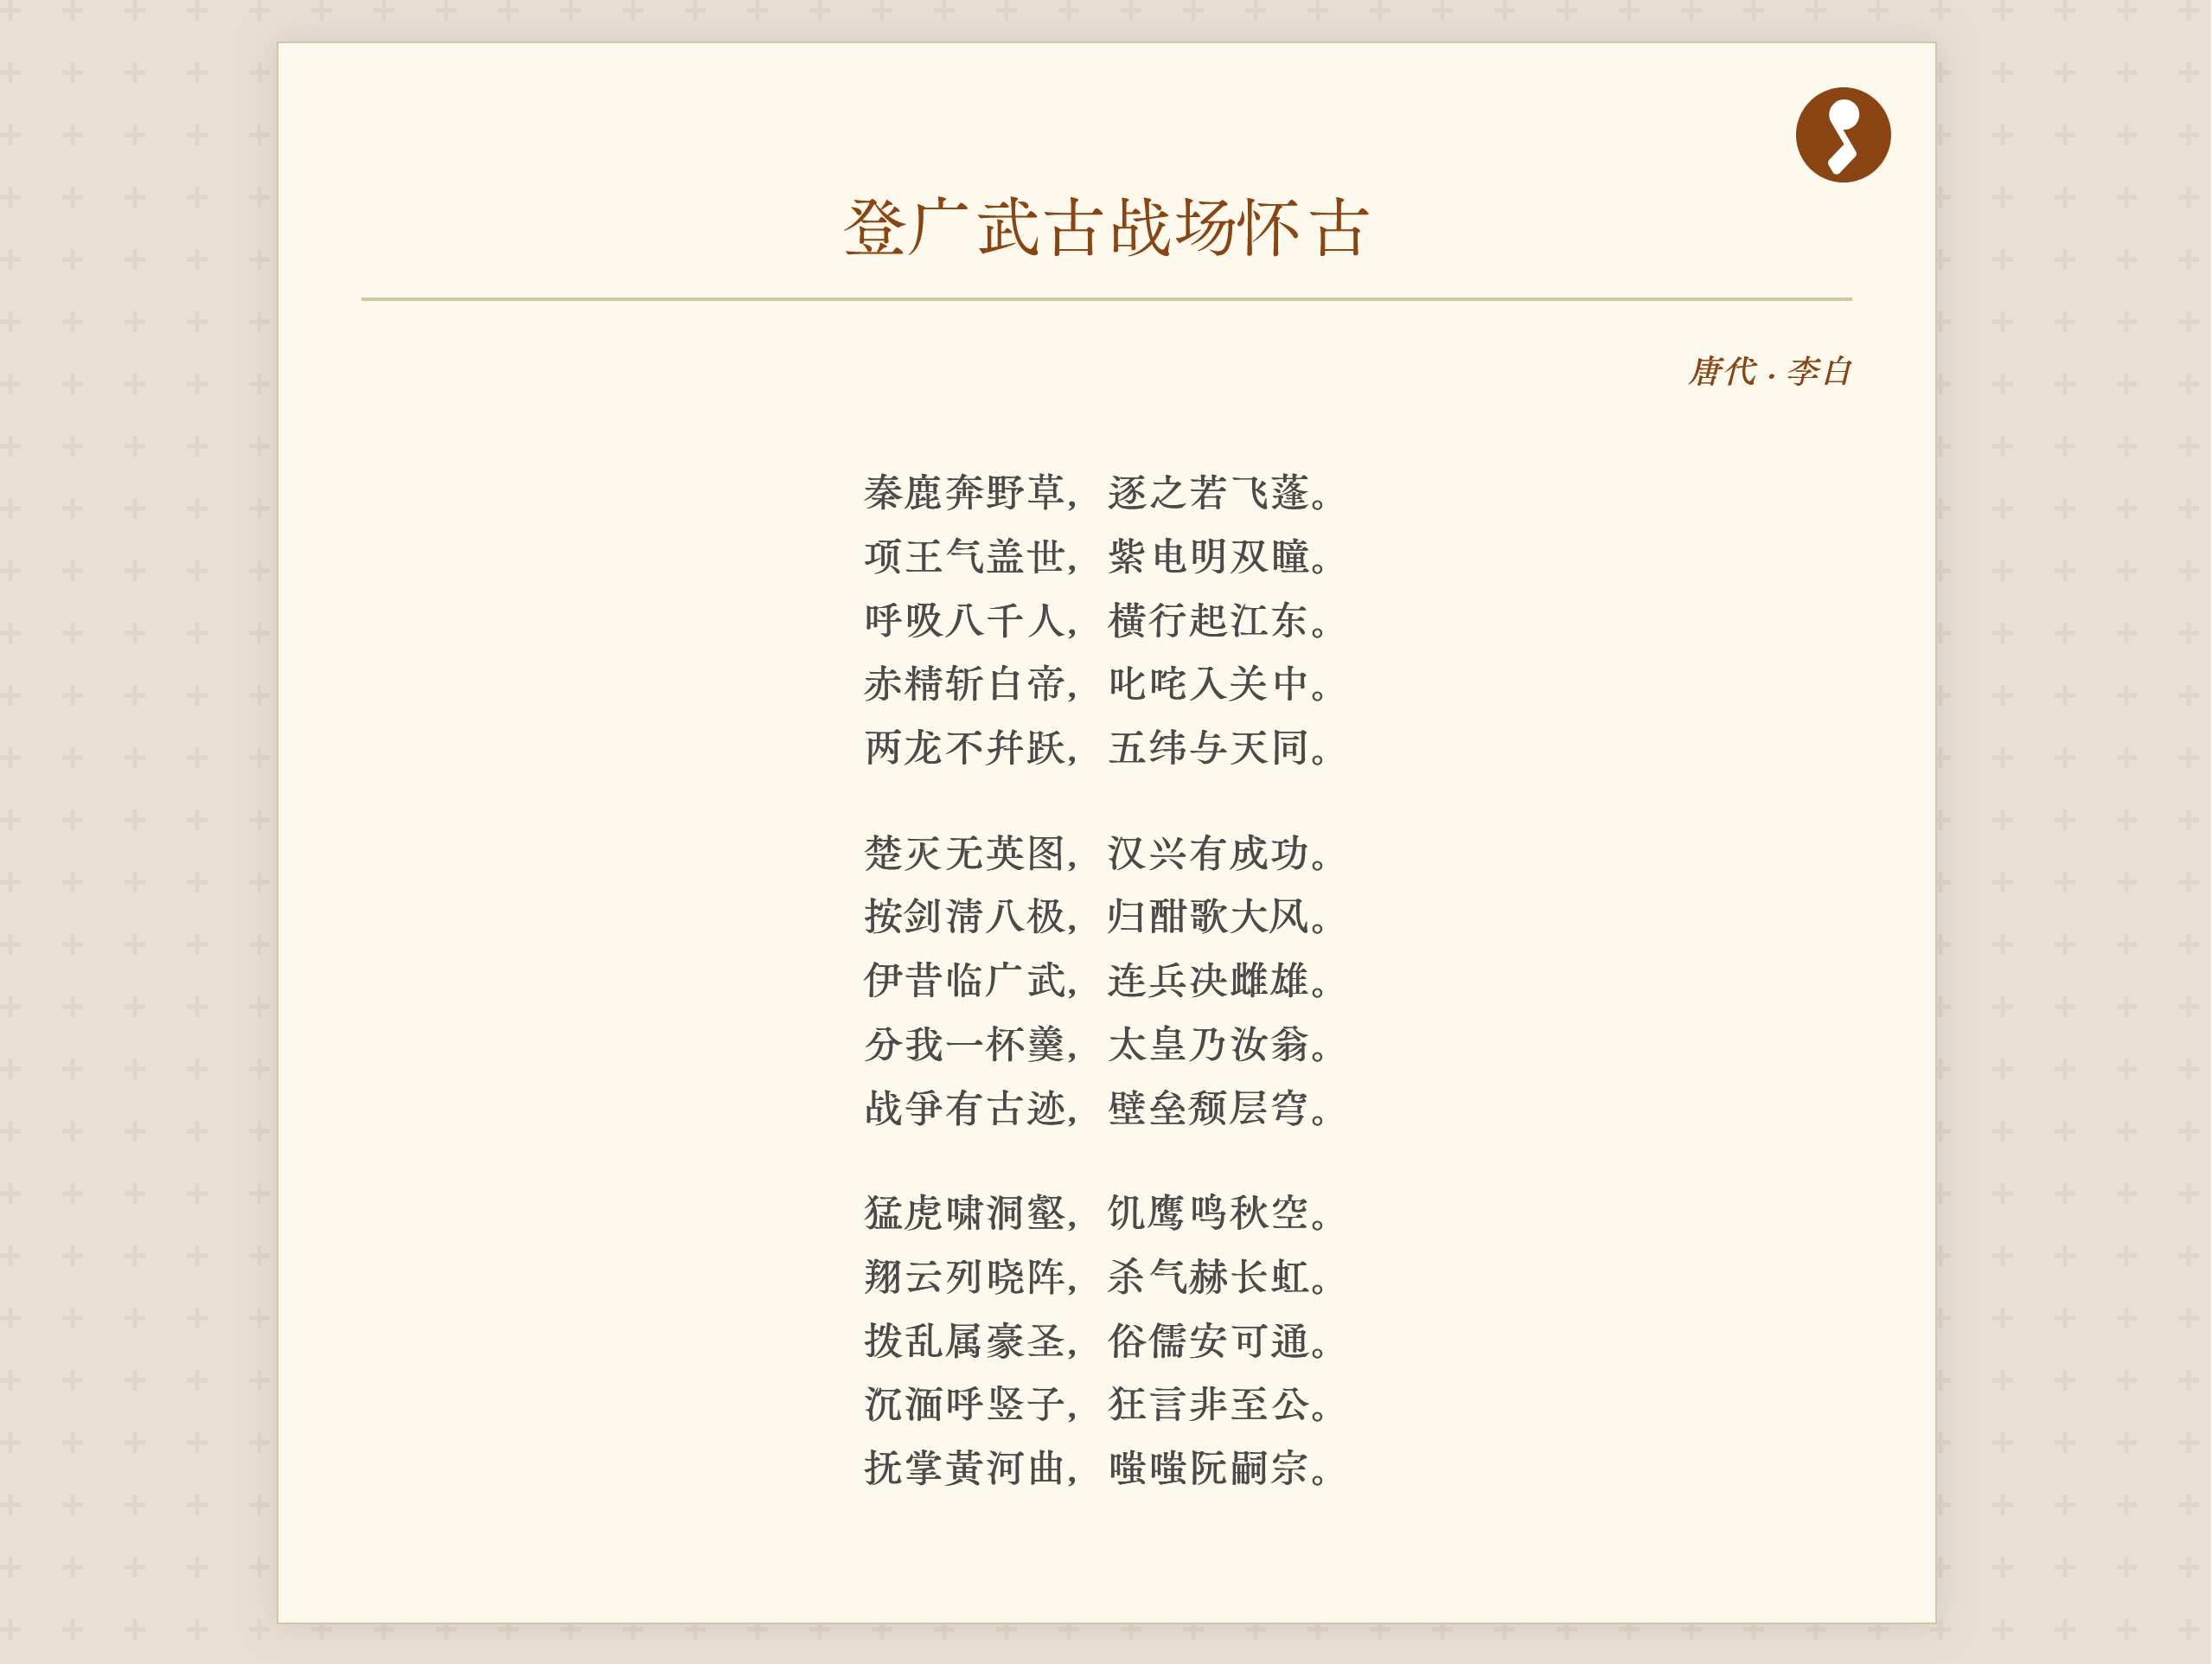 登广武古战场怀古
唐代 · 李白
秦鹿奔野草，逐之若飞蓬。
项王气盖世，紫电明双瞳。
呼吸八千人，横行起江东。
赤精斩白帝，叱咤入关中。
两龙不并跃，五纬与天同。
楚灭无英图，汉兴有成功。
按剑清八极，归酣歌大风。
伊昔临广武，连兵决雌雄。
分我一杯羹，太皇乃汝翁。
战争有古迹，壁垒颓层穹。
猛虎啸洞壑，饥鹰鸣秋空。
翔云列晓阵，杀气赫长虹。
拨乱属豪圣，俗儒安可通。
沉湎呼竖子，狂言非至公。
抚掌黄河曲，嗤嗤阮嗣宗。